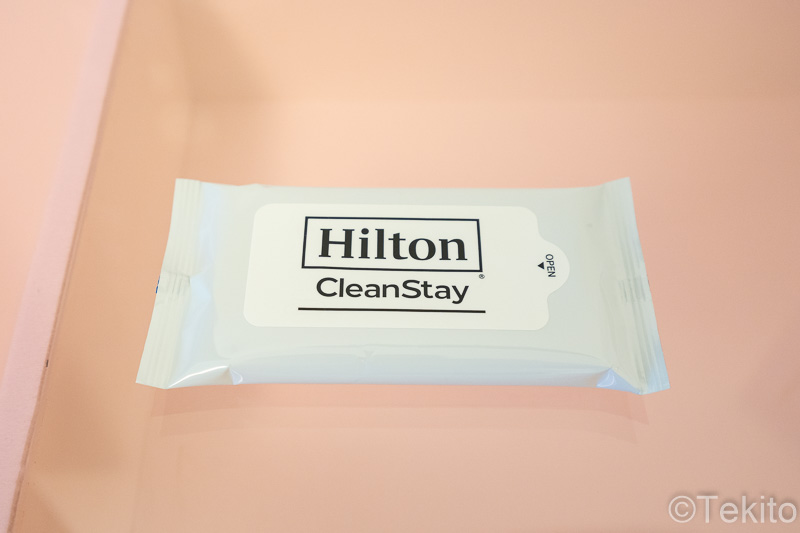 Hilton
®
CleanStay
OPEN
©Tekito